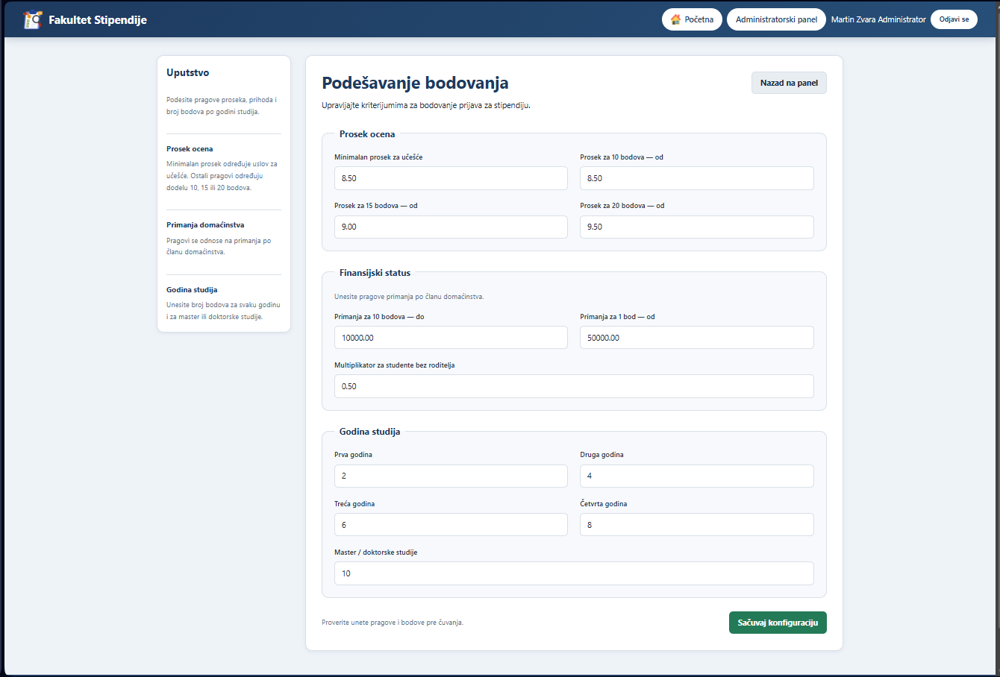 Fakultet Stipendije
Početna
Administratorski panel
Martin Zvara Administrator
Odjavi se
Uputstvo
Podesite pragove proseka, prihoda i
broj bodova po godini studija.
Prosek ocena
Minimalan prosek određuje uslov za
učešće. Ostali pragovi određuju
dodelu 10, 15 ili 20 bodova.
Primanja domaćinstva
Pragovi se odnose na primanja po
članu domaćinstva.
Godina studija
Unesite broj bodova za svaku godinu
i za master ili doktorske studije.
Podešavanje bodovanja
Nazad na panel
Upravljajte kriterijumima za bodovanje prijava za stipendiju.
Prosek ocena
Minimalan prosek za učešće
8.50
Prosek za 10 bodova — od
8.50
Prosek za 15 bodova — od
9.00
Prosek za 20 bodova — od
9.50
Finansijski status
Unesite pragove primanja po članu domaćinstva.
Primanja za 10 bodova — do
10000.00
Primanja za 1 bod — od
50000.00
Multiplikator za studente bez roditelja
0.50
Godina studija
Prva godina
2
Druga godina
4
Treća godina
6
Četvrta godina
8
Master / doktorske studije
10
Proverite unete pragove i bodove pre čuvanja.
Sačuvaj konfiguraciju